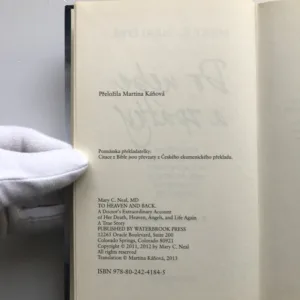 Přeložila Martina Káňová
Poznámka překladatelky:
Citace z Bible jsou převzaty z Českého ekumenického překladu.
Mary C. Neal, MD
TO HEAVEN AND BACK.
A Doctor's Extraordinary Account
of Her Death, Heaven, Angels, and Life Again.
A True Story
PUBLISHED BY WATERBROOK PRESS
12265 Oracle Boulevard, Suite 200
Colorado Springs, Colorado 80921
All rights reserved
Copyright © 2011, 2012 by Mary C. Neal
Translation © Martina Káňová, 2013
ISBN 978-80-242-4184-5